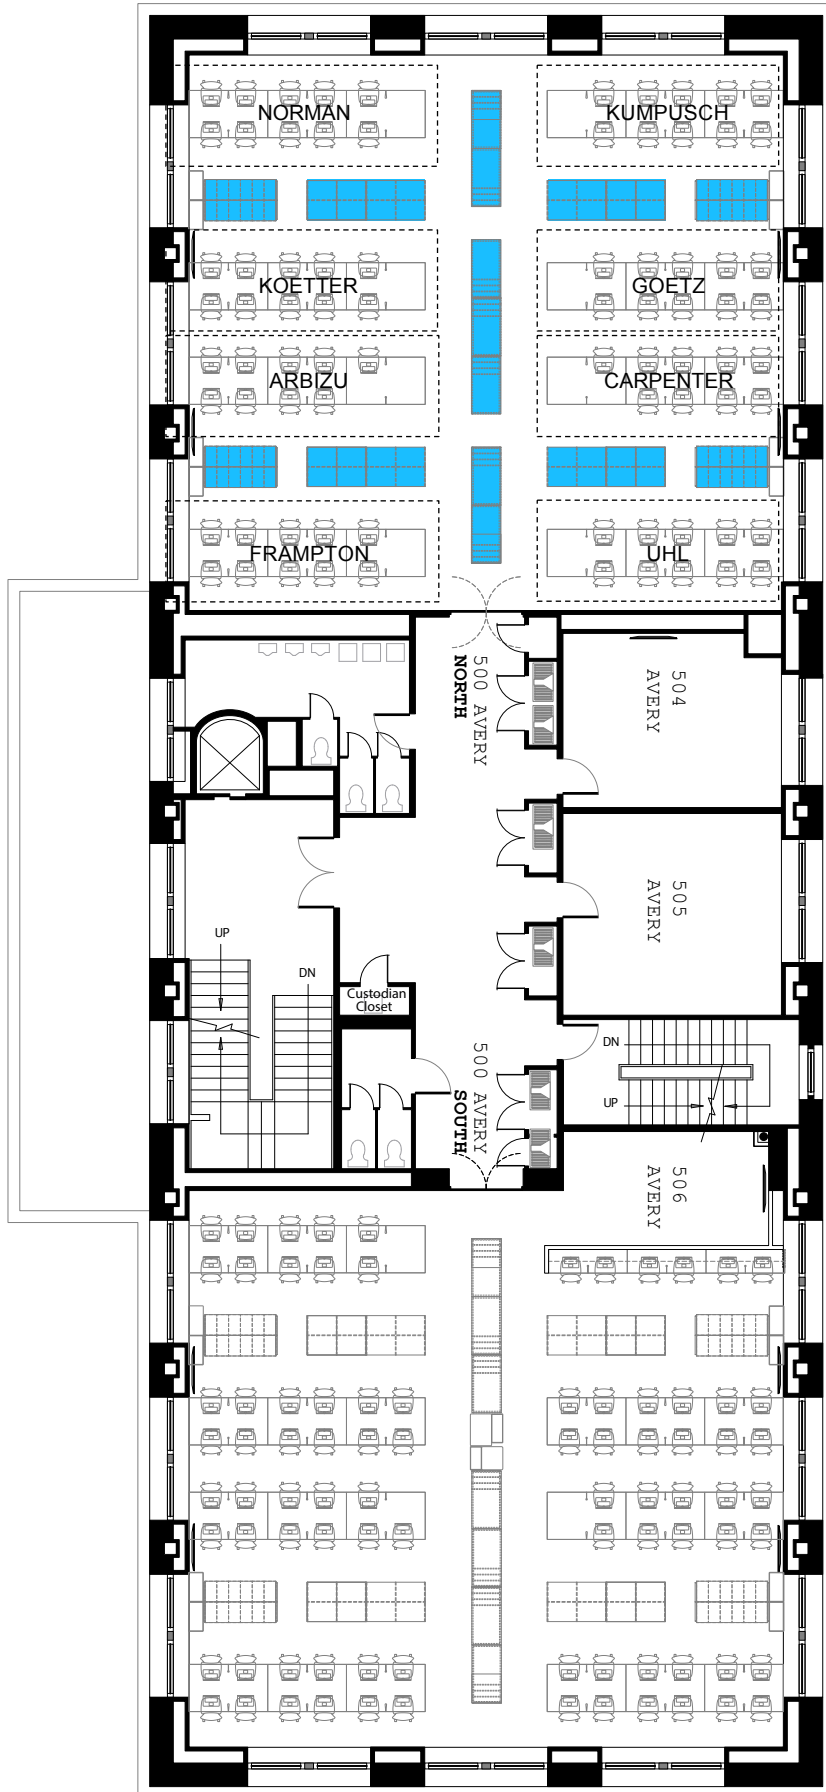 NORMAN
KUMPUSCH
KOETTER
GOETZ
ARBIZU
CARPENTER
FRAMPTON
UHL
500 AVERY
NORTH
504
AVERY
505
AVERY
UP
DN
Custodian
Closet
500 AVERY
SOUTH
DN
UP
506
AVERY